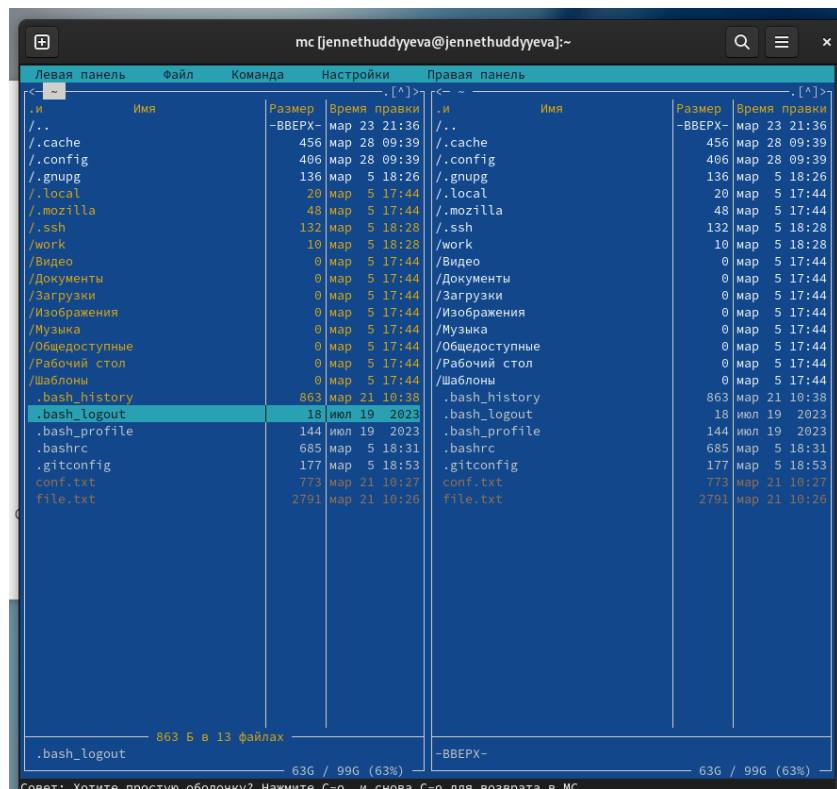 mc [jennethuddyyeva@jennethuddyyeva]:~
Левая панель Файл Команда Настройки Правая панель
<— ~ .[^]>
.и Имя Размер Время правки
/.. -ВВЕРХ- мар 23 21:36
/.cache 456 мар 28 09:39
/.config 406 мар 28 09:39
/.gnupg 136 мар 5 18:26
/.local 20 мар 5 17:44
/.mozilla 48 мар 5 17:44
/.ssh 132 мар 5 18:28
/work 10 мар 5 18:28
/Видео 0 мар 5 17:44
/Документы 0 мар 5 17:44
/Загрузки 0 мар 5 17:44
/Изображения 0 мар 5 17:44
/Музыка 0 мар 5 17:44
/Общедоступные 0 мар 5 17:44
/Рабочий стол 0 мар 5 17:44
/Шаблоны 0 мар 5 17:44
.bash_history 863 мар 21 10:38
.bash_logout 18 июл 19 2023
.bash_profile 144 июл 19 2023
.bashrc 685 мар 5 18:31
.gitconfig 177 мар 5 18:53
conf.txt 773 мар 21 10:27
file.txt 2791 мар 21 10:26
863 Б в 13 файлах
.bash_logout
63G / 99G (63%)
<— ~ .[^]>
.и Имя Размер Время правки
/.. -ВВЕРХ- мар 23 21:36
/.cache 456 мар 28 09:39
/.config 406 мар 28 09:39
/.gnupg 136 мар 5 18:26
/.local 20 мар 5 17:44
/.mozilla 48 мар 5 17:44
/.ssh 132 мар 5 18:28
/work 10 мар 5 18:28
/Видео 0 мар 5 17:44
/Документы 0 мар 5 17:44
/Загрузки 0 мар 5 17:44
/Изображения 0 мар 5 17:44
/Музыка 0 мар 5 17:44
/Общедоступные 0 мар 5 17:44
/Рабочий стол 0 мар 5 17:44
/Шаблоны 0 мар 5 17:44
.bash_history 863 мар 21 10:38
.bash_logout 18 июл 19 2023
.bash_profile 144 июл 19 2023
.bashrc 685 мар 5 18:31
.gitconfig 177 мар 5 18:53
conf.txt 773 мар 21 10:27
file.txt 2791 мар 21 10:26
-ВВЕРХ-
63G / 99G (63%)
Совет: Хотите простую оболочку? Нажмите C-o, и снова C-o для возврата в MC.